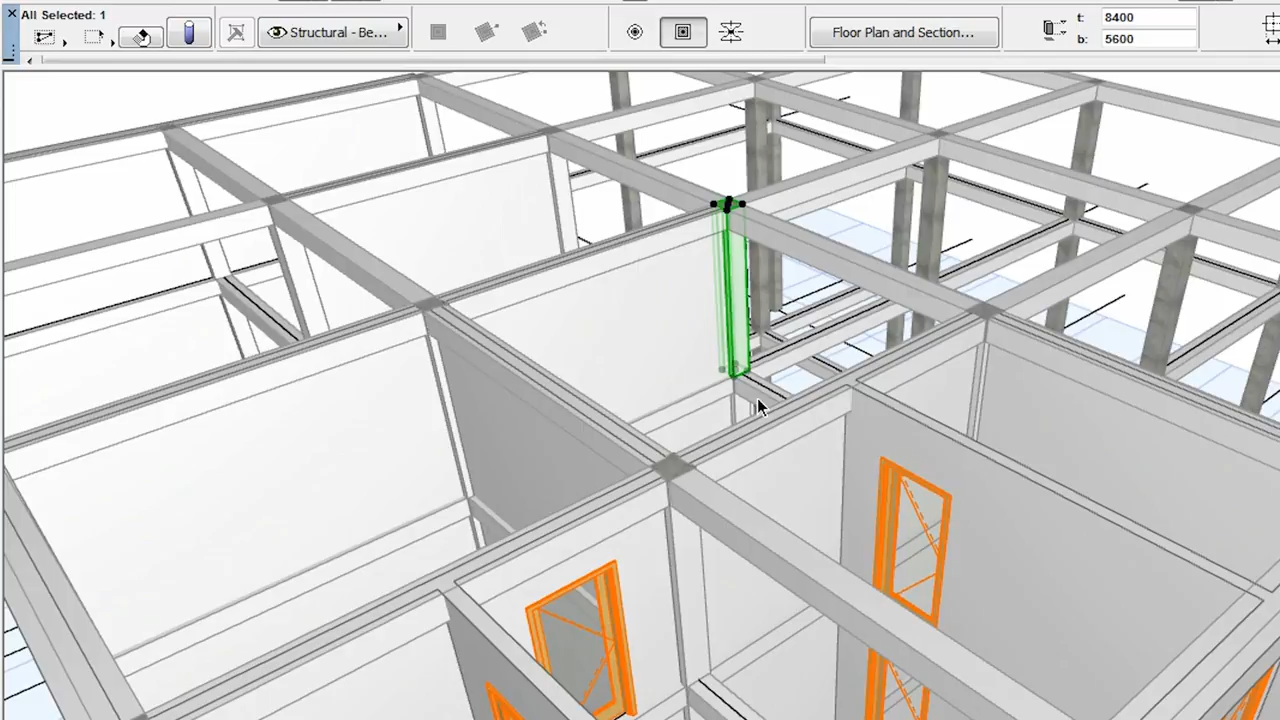 All Selected: 1
Structural - Be...
Floor Plan and Section...
t:
8400
b:
5600